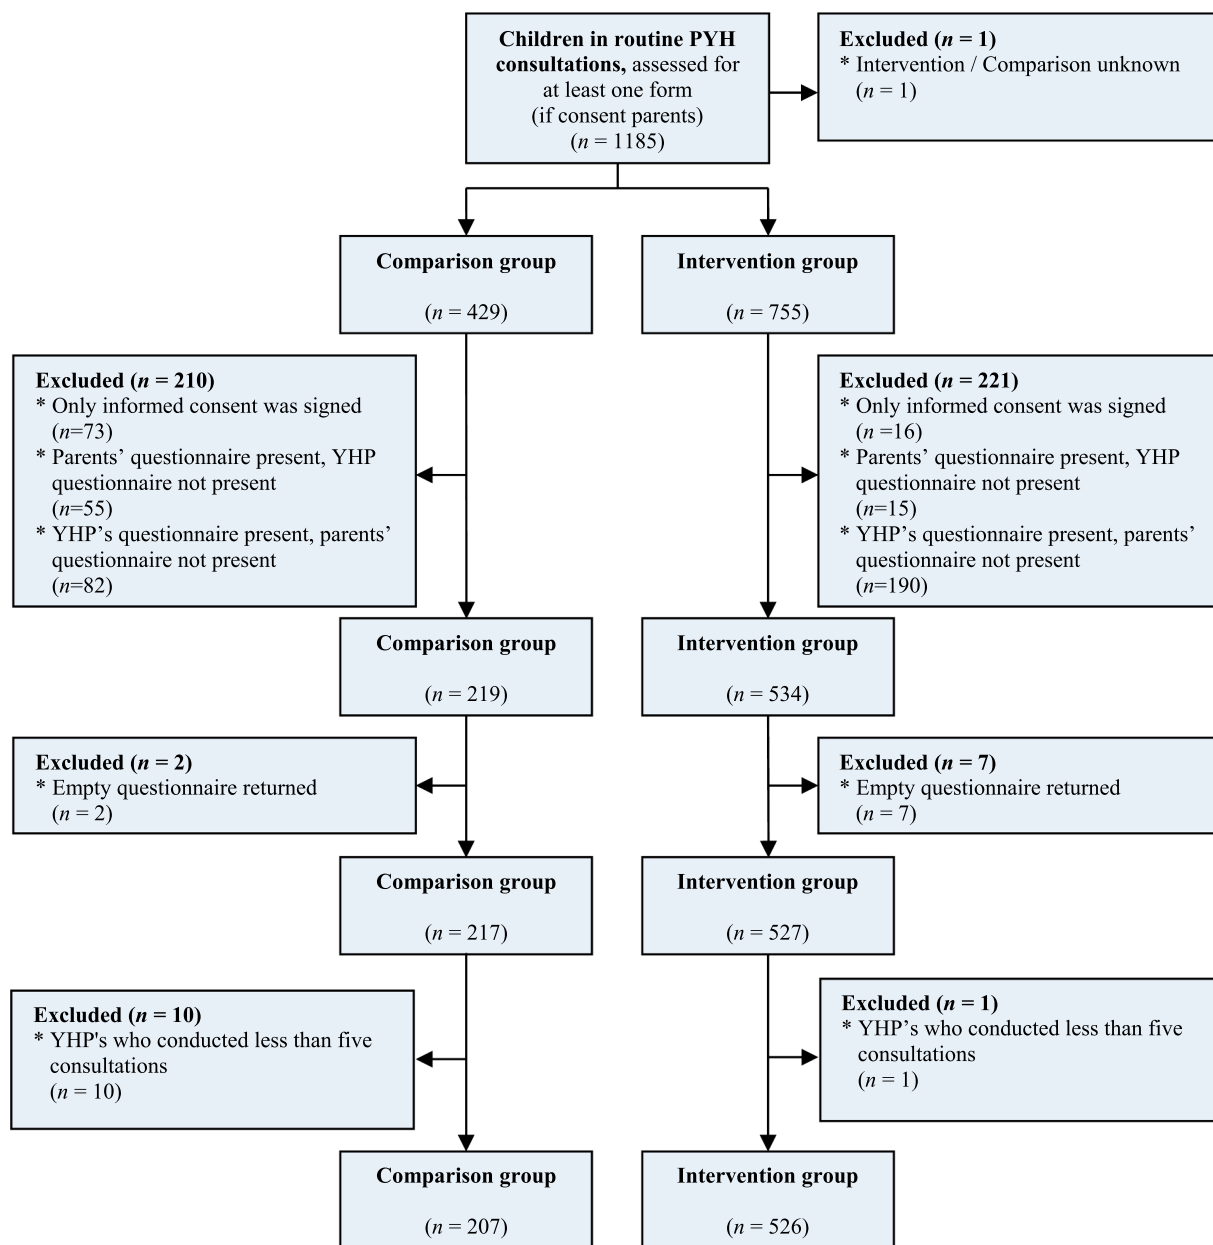 Children in routine PYH
consultations, assessed for
at least one form
(if consent parents)
(n = 1185)
Excluded (n = 1)
* Intervention / Comparison unknown
(n = 1)
Comparison group
(n = 429)
Intervention group
(n = 755)
Excluded (n = 210)
* Only informed consent was signed
(n=73)
* Parents’ questionnaire present, YHP
questionnaire not present
(n=55)
* YHP’s questionnaire present, parents’
questionnaire not present
(n=82)
Excluded (n = 221)
* Only informed consent was signed
(n =16)
* Parents’ questionnaire present, YHP
questionnaire not present
(n=15)
* YHP’s questionnaire present, parents’
questionnaire not present
(n=190)
Comparison group
(n = 219)
Intervention group
(n = 534)
Excluded (n = 2)
* Empty questionnaire returned
(n = 2)
Excluded (n = 7)
* Empty questionnaire returned
(n = 7)
Comparison group
(n = 217)
Intervention group
(n = 527)
Excluded (n = 10)
* YHP's who conducted less than five
consultations
(n = 10)
Excluded (n = 1)
* YHP’s who conducted less than five
consultations
(n = 1)
Comparison group
(n = 207)
Intervention group
(n = 526)